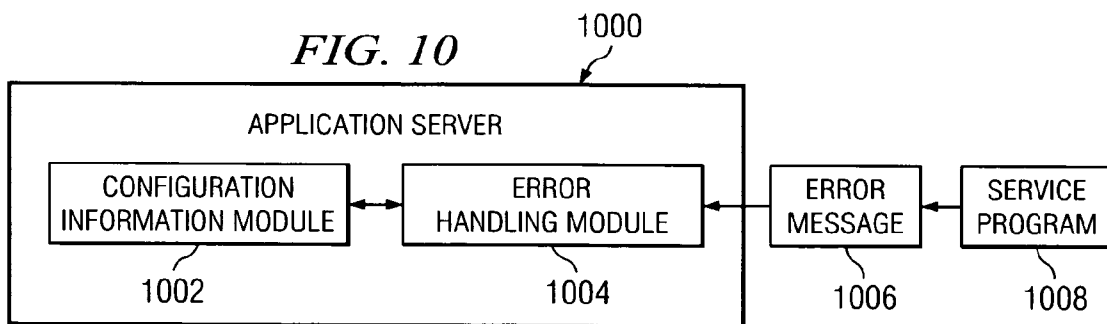 FIG. 10
1000
APPLICATION SERVER
CONFIGURATION
INFORMATION MODULE
ERROR
HANDLING MODULE
ERROR
MESSAGE
SERVICE
PROGRAM
1002
1004
1006
1008